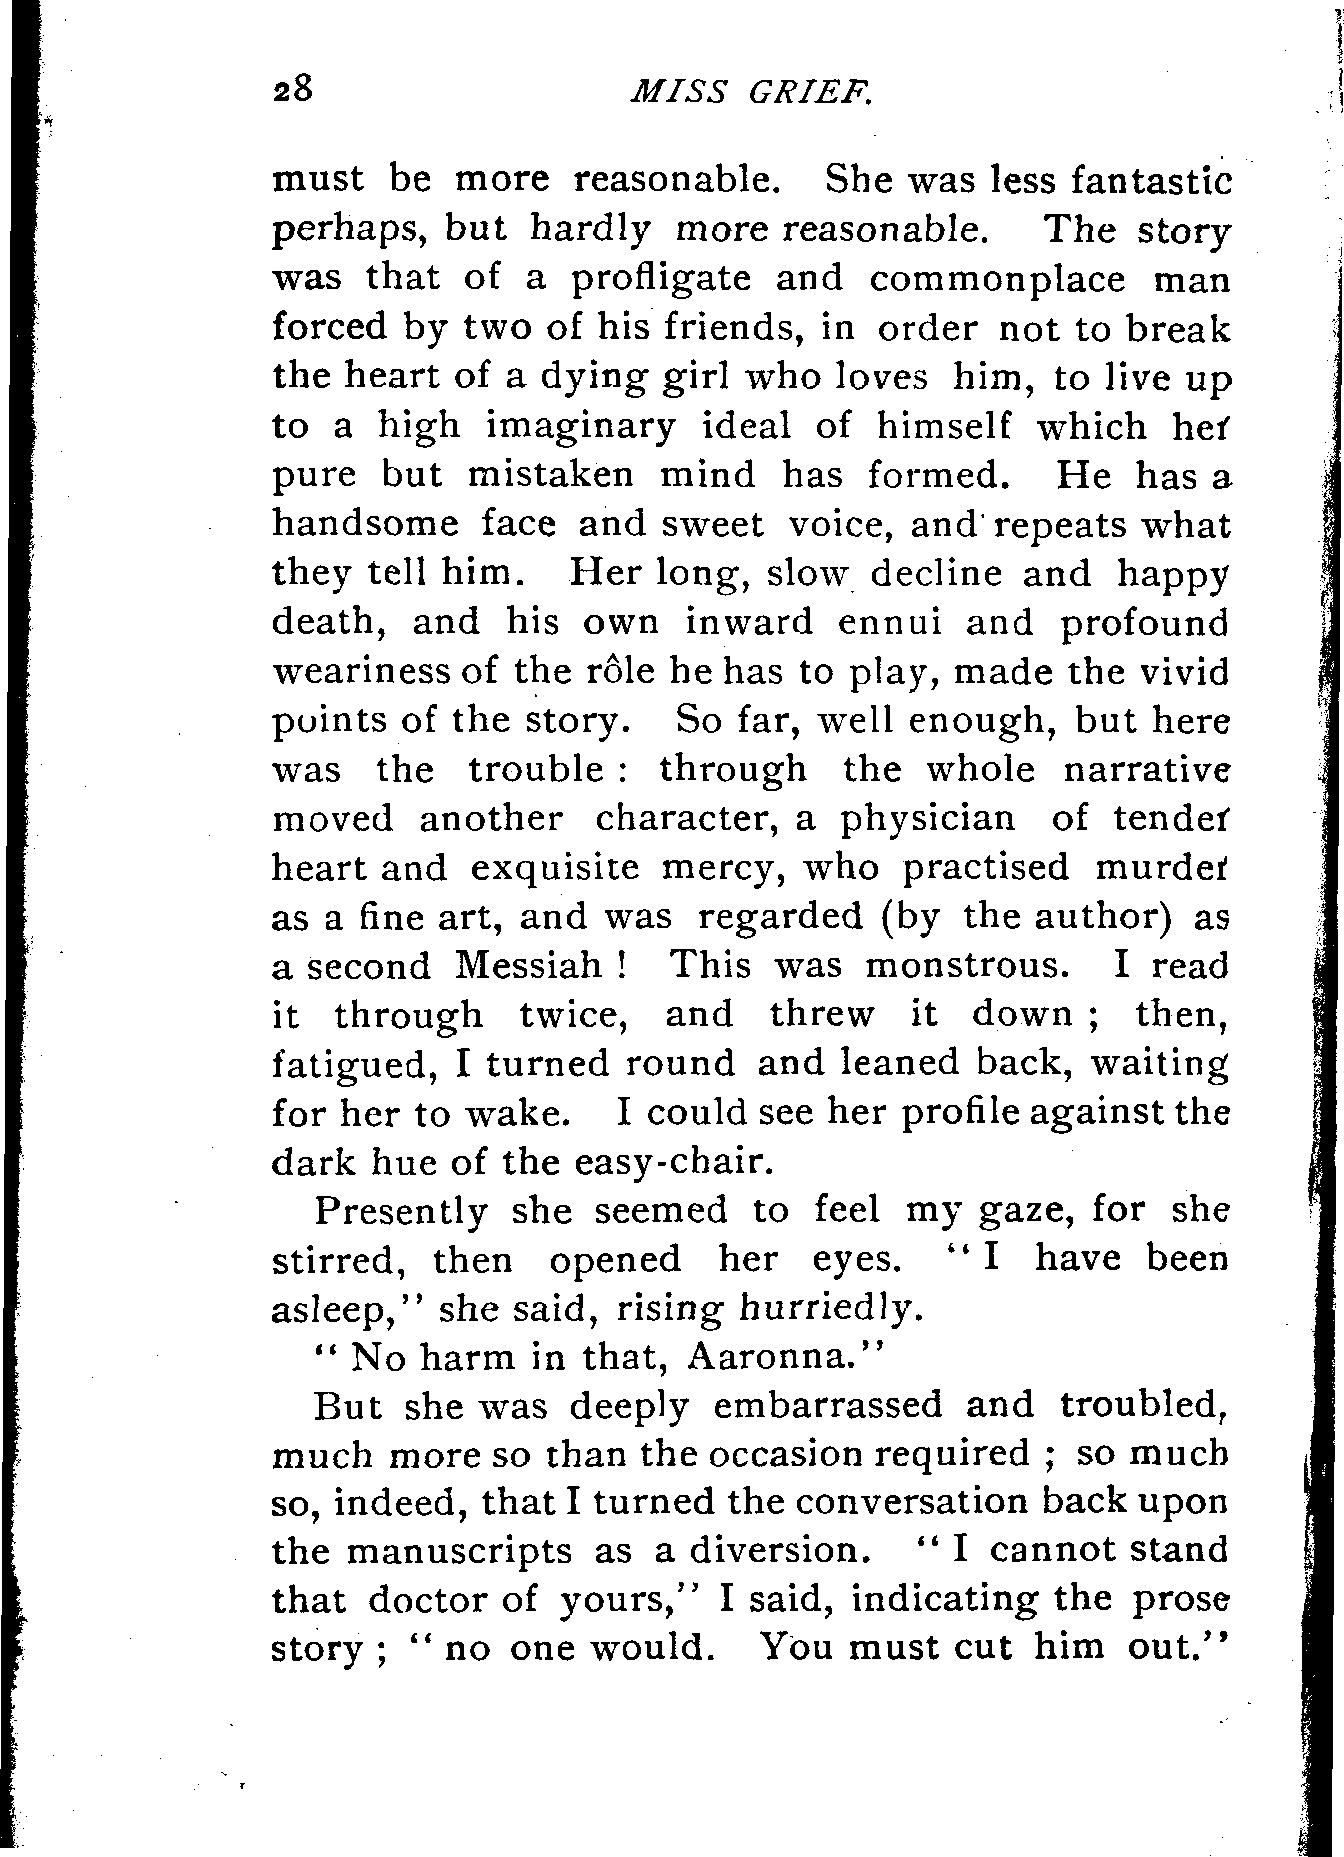 28 MISS GRIEF.
must be more reasonable. She was less fantastic
perhaps, but hardly more reasonable. The story
was that of a profligate and commonplace man
forced by two of his friends, in order not to break
the heart of a dying girl who loves him, to live up
to a high imaginary ideal of himself which her
pure but mistaken mind has formed. He has a
handsome face and sweet voice, and repeats what
they tell him. Her long, slow decline and happy
death, and his own inward ennui and profound
weariness of the rôle he has to play, made the vivid
points of the story. So far, well enough, but here
was the trouble : through the whole narrative
moved another character, a physician of tender
heart and exquisite mercy, who practised murder
as a fine art, and was regarded (by the author) as
a second Messiah ! This was monstrous. I read
it through twice, and threw it down ; then,
fatigued, I turned round and leaned back, waiting
for her to wake. I could see her profile against the
dark hue of the easy-chair.
Presently she seemed to feel my gaze, for she
stirred, then opened her eyes. “ I have been
asleep,” she said, rising hurriedly.
“ No harm in that, Aaronna.”
But she was deeply embarrassed and troubled,
much more so than the occasion required ; so much
so, indeed, that I turned the conversation back upon
the manuscripts as a diversion. “ I cannot stand
that doctor of yours,” I said, indicating the prose
story ; “ no one would. You must cut him out.”